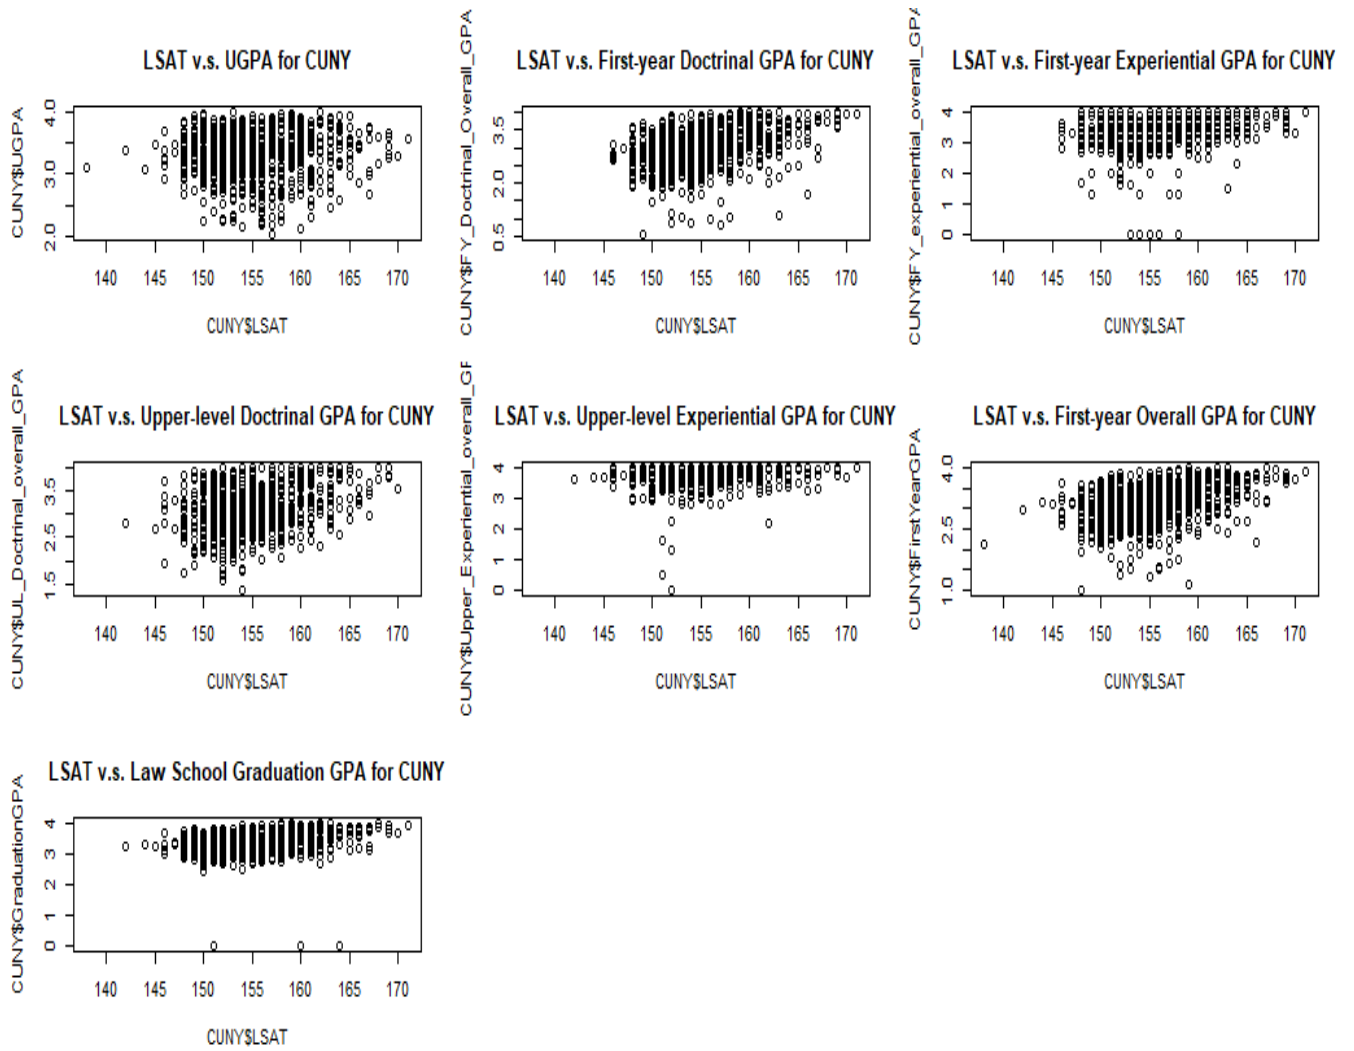 LSAT v.s. UGPA for CUNY
CUNY$UGPA
4.0
3.0
2.0
140 145 150 155 160 165 170
CUNY$LSAT
LSAT v.s. First-year Doctrinal GPA for CUNY
CUNY$FY_Doctrinal_Overall_GPA
3.5
2.0
0.5
140 145 150 155 160 165 170
CUNY$LSAT
LSAT v.s. First-year Experiential GPA for CUNY
CUNY$FY_experiential_overall_GPA
4
3
2
1
0
140 145 150 155 160 165 170
CUNY$LSAT
LSAT v.s. Upper-level Doctrinal GPA for CUNY
CUNY$UL_Doctrinal_overall_GPA
3.5
2.5
1.5
140 145 150 155 160 165 170
CUNY$LSAT
LSAT v.s. Upper-level Experiential GPA for CUNY
CUNY$Upper_Experiential_overall_GF
4
3
2
1
0
140 145 150 155 160 165 170
CUNY$LSAT
LSAT v.s. First-year Overall GPA for CUNY
CUNY$FirstYearGPA
4.0
2.5
1.0
140 145 150 155 160 165 170
CUNY$LSAT
LSAT v.s. Law School Graduation GPA for CUNY
CUNY$GraduationGPA
4
3
2
1
0
140 145 150 155 160 165 170
CUNY$LSAT